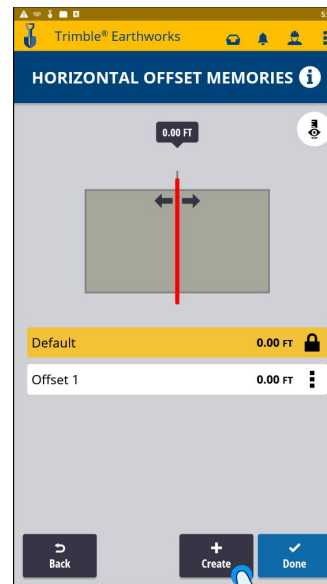 Trimble® Earthworks
HORIZONTAL OFFSET MEMORIES
0.00 FT
Default 0.00 FT
Offset 1 0.00 FT
Back Create Done